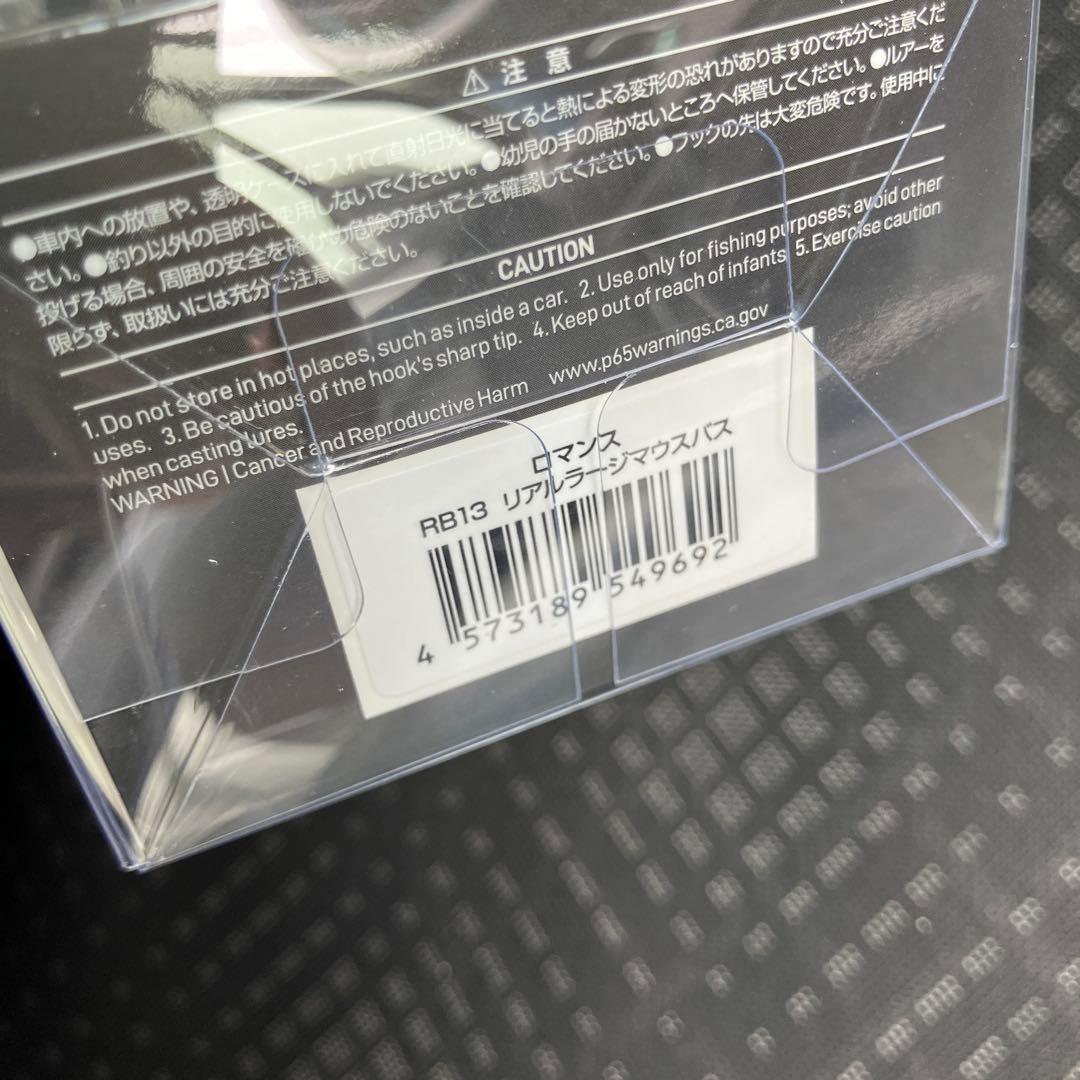 ⚠ 注 意
●車内への放置や、透明ケースに入れて直射日光に当てると熱による変形の恐れがありますので充分ご注意くだ
さい。●釣り以外の目的に使用しないでください。●幼児の手の届かないところへ保管してください。●ルアーを
投げる場合、周囲の安全を確かめ危険のないことを確認してください。●フックの先は大変危険です。使用中に
限らず、取扱いには充分ご注意ください。
CAUTION
1. Do not store in hot places, such as inside a car. 2. Use only for fishing purposes; avoid other
uses. 3. Be cautious of the hook's sharp tip. 4. Keep out of reach of infants 5. Exercise caution
when casting lures.
WARNING | Cancer and Reproductive Harm www.p65warnings.ca.gov
ロマンス
RB13 リアルラージマウスバス
4 573189 549692